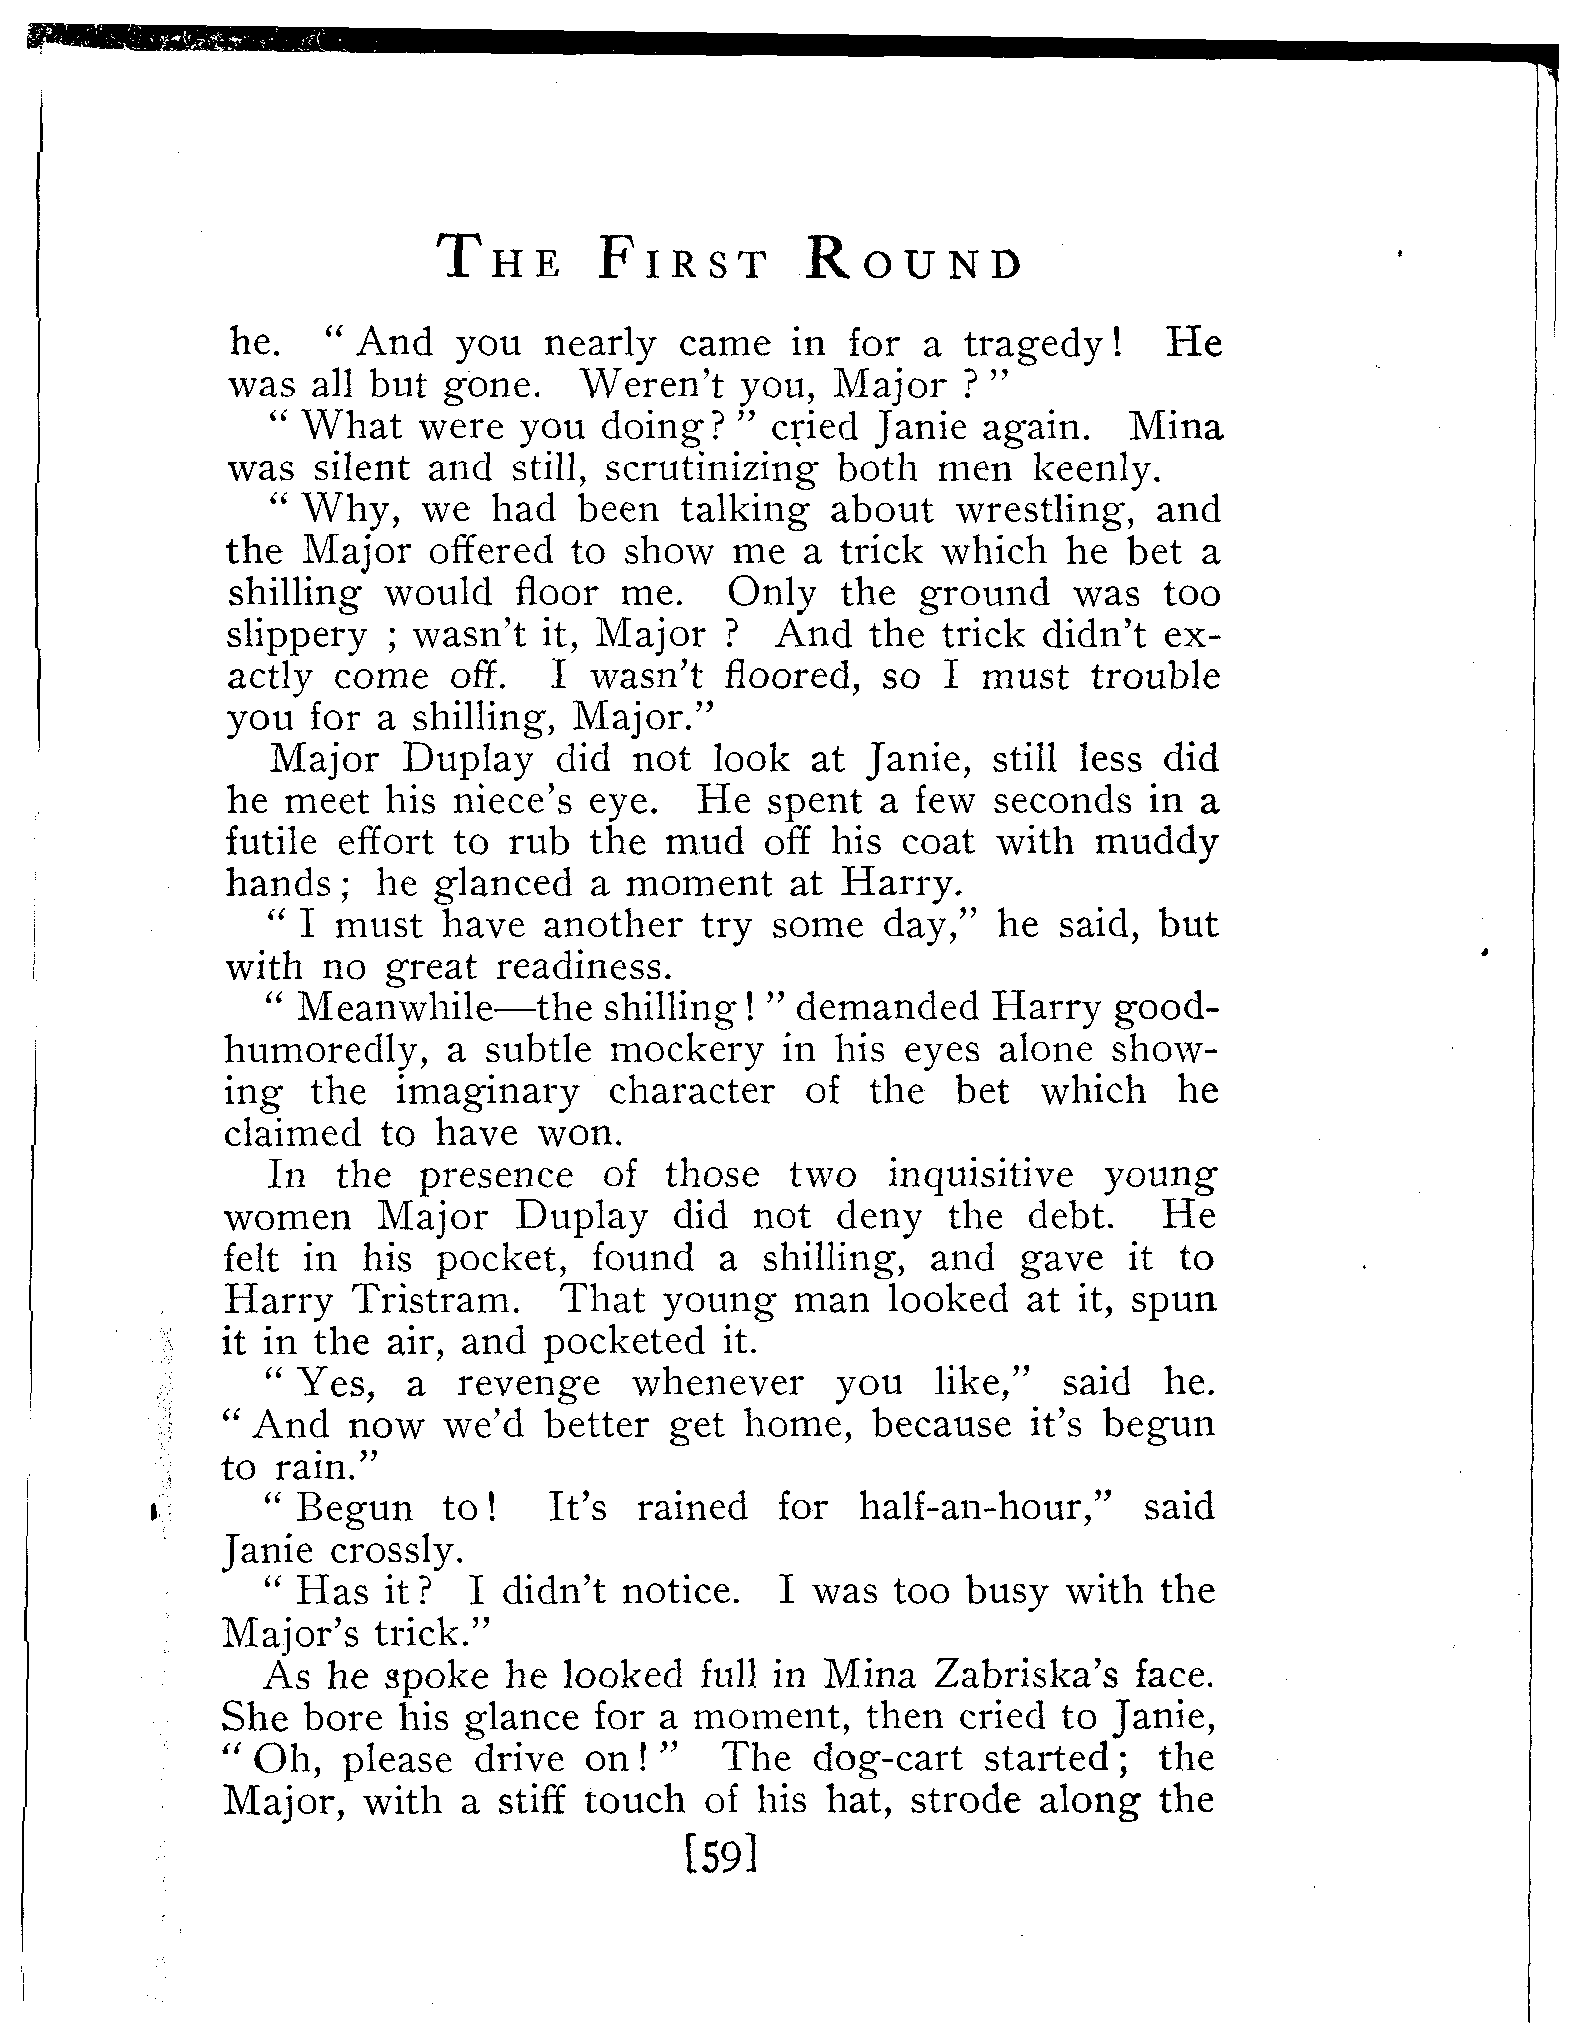 THE FIRST ROUND
he. “ And you nearly came in for a tragedy! He
was all but gone. Weren't you, Major ? ”
“ What were you doing? ” cried Janie again. Mina
was silent and still, scrutinizing both men keenly.
“ Why, we had been talking about wrestling, and
the Major offered to show me a trick which he bet a
shilling would floor me. Only the ground was too
slippery ; wasn't it, Major ? And the trick didn't ex-
actly come off. I wasn't floored, so I must trouble
you for a shilling, Major.”
Major Duplay did not look at Janie, still less did
he meet his niece's eye. He spent a few seconds in a
futile effort to rub the mud off his coat with muddy
hands; he glanced a moment at Harry.
“ I must have another try some day,” he said, but
with no great readiness.
“ Meanwhile—the shilling! ” demanded Harry good-
humoredly, a subtle mockery in his eyes alone show-
ing the imaginary character of the bet which he
claimed to have won.
In the presence of those two inquisitive young
women Major Duplay did not deny the debt. He
felt in his pocket, found a shilling, and gave it to
Harry Tristram. That young man looked at it, spun
it in the air, and pocketed it.
“ Yes, a revenge whenever you like,” said he.
“ And now we'd better get home, because it's begun
to rain.”
“ Begun to! It's rained for half-an-hour,” said
Janie crossly.
“ Has it? I didn't notice. I was too busy with the
Major's trick.”
As he spoke he looked full in Mina Zabriska's face.
She bore his glance for a moment, then cried to Janie,
“ Oh, please drive on! ” The dog-cart started; the
Major, with a stiff touch of his hat, strode along the
[59]